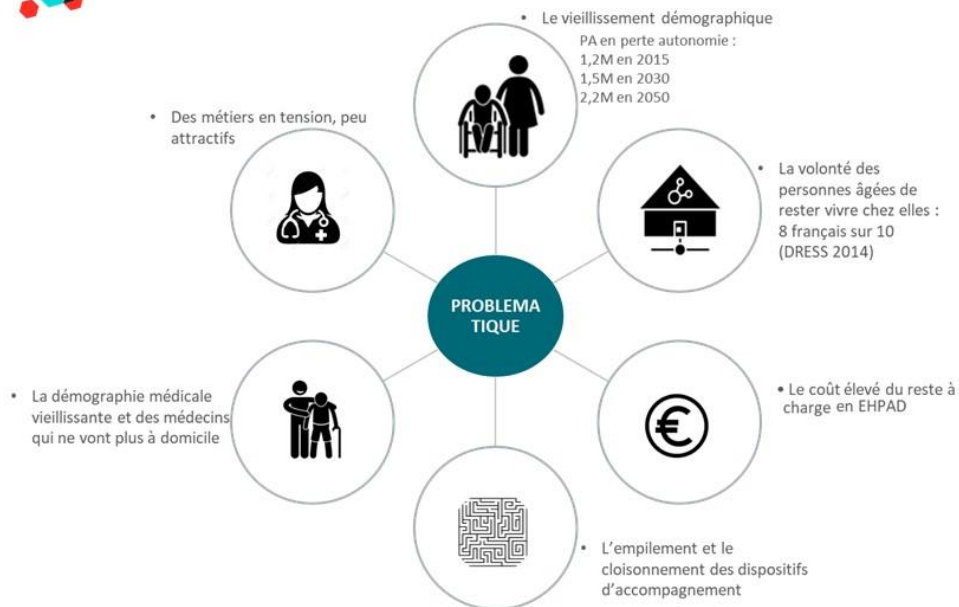 • Le vieillissement démographique
PA en perte autonomie :
1,2M en 2015
1,5M en 2030
2,2M en 2050
• Des métiers en tension, peu
attractifs
• La volonté des
personnes âgées de
rester vivre chez elles :
8 français sur 10
(DRESS 2014)
PROBLEMA
TIQUE
• La démographie médicale
vieillissante et des médecins
qui ne vont plus à domicile
• Le coût élevé du reste à
charge en EHPAD
€
• L'empilement et le
cloisonnement des dispositifs
d'accompagnement